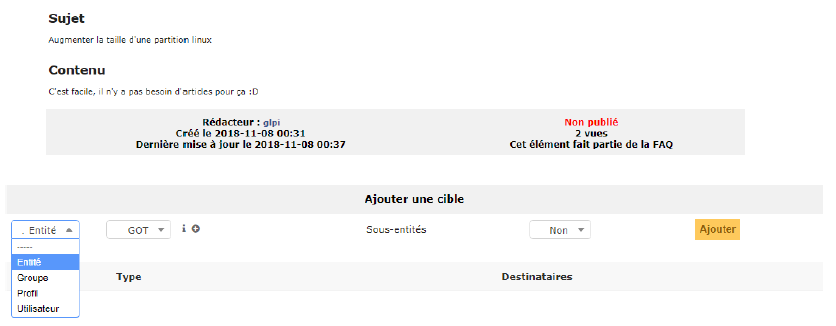 Sujet
Augmenter la taille d'une partition linux
Contenu
C'est facile, il n'y a pas besoin d'articles pour ça :D
Rédacteur : glpi
Créé le 2018-11-08 00:31
Dernière mise à jour le 2018-11-08 00:37
Non publié
2 vues
Cet élément fait partie de la FAQ
Ajouter une cible
. Entité GOT Sous-entités Non Ajouter
-----
Entité
Groupe
Profil
Utilisateur
Type Destinataires